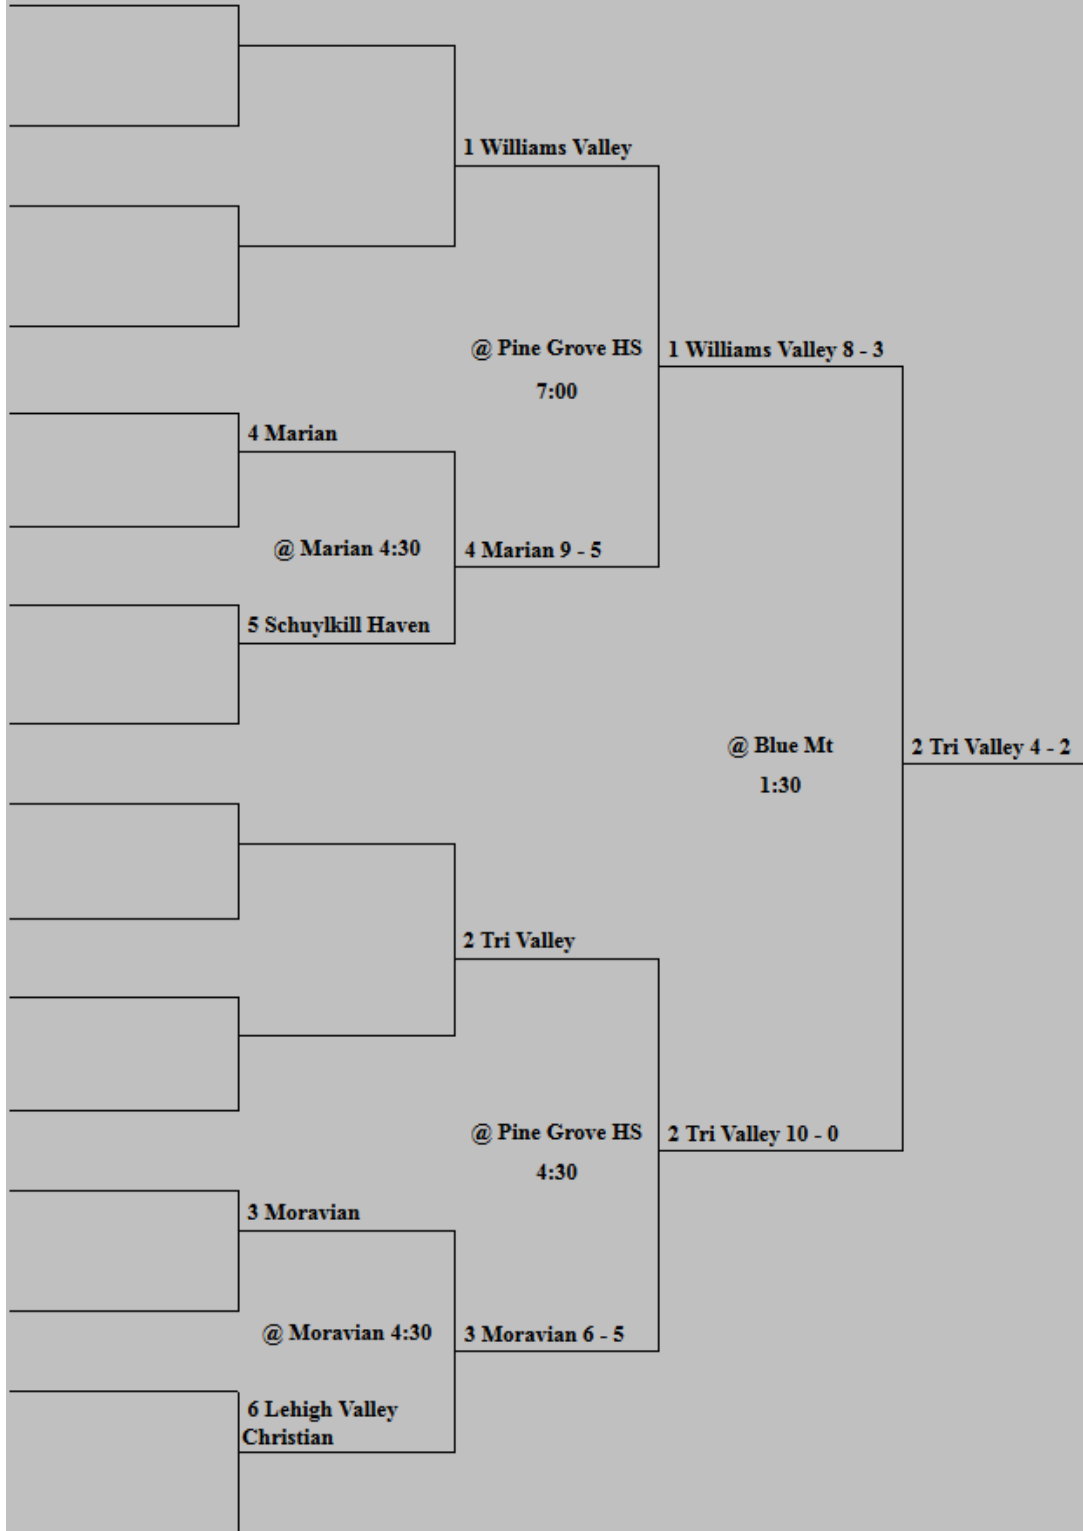 1 Williams Valley
@ Pine Grove HS
7:00
1 Williams Valley 8 - 3
4 Marian
@ Marian 4:30
4 Marian 9 - 5
5 Schuylkill Haven
@ Blue Mt
1:30
2 Tri Valley 4 - 2
2 Tri Valley
@ Pine Grove HS
4:30
2 Tri Valley 10 - 0
3 Moravian
@ Moravian 4:30
3 Moravian 6 - 5
6 Lehigh Valley
Christian